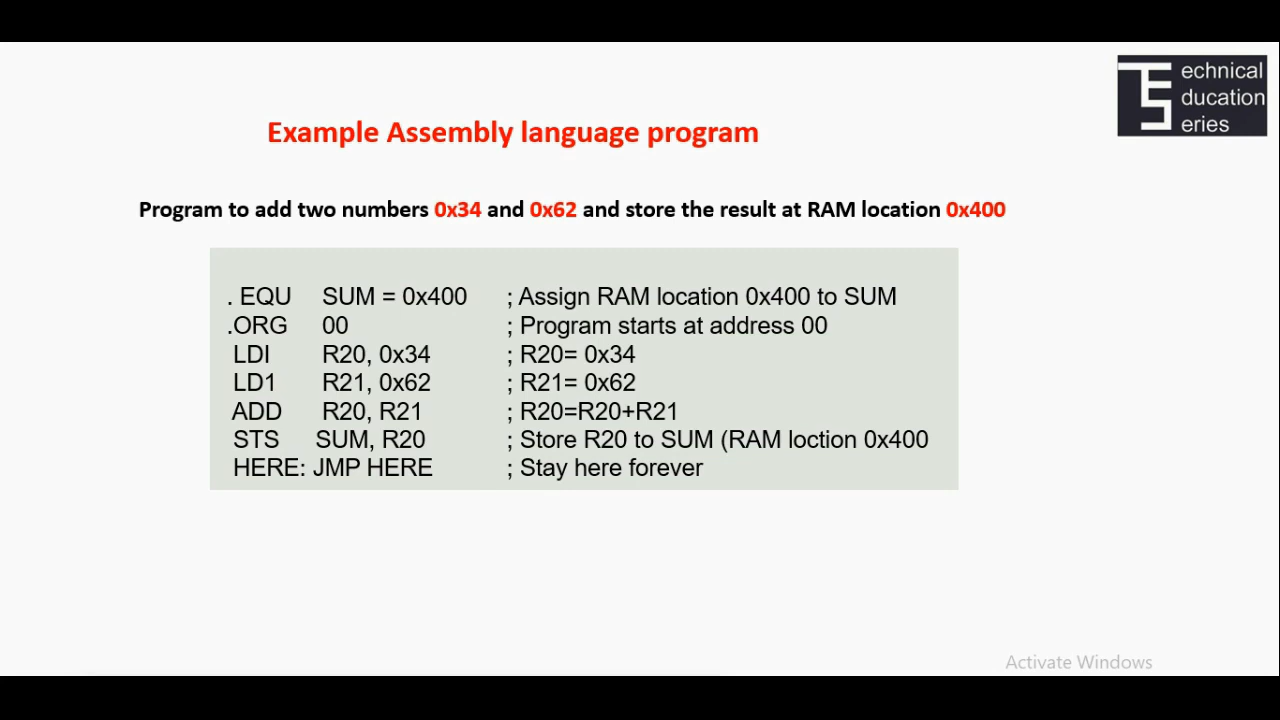 echnical
ducation
eries
Example Assembly language program
Program to add two numbers 0x34 and 0x62 and store the result at RAM location 0x400
. EQU SUM = 0x400 ; Assign RAM location 0x400 to SUM
.ORG 00 ; Program starts at address 00
LDI R20, 0x34 ; R20= 0x34
LD1 R21, 0x62 ; R21= 0x62
ADD R20, R21 ; R20=R20+R21
STS SUM, R20 ; Store R20 to SUM (RAM loction 0x400
HERE: JMP HERE ; Stay here forever
Activate Windows